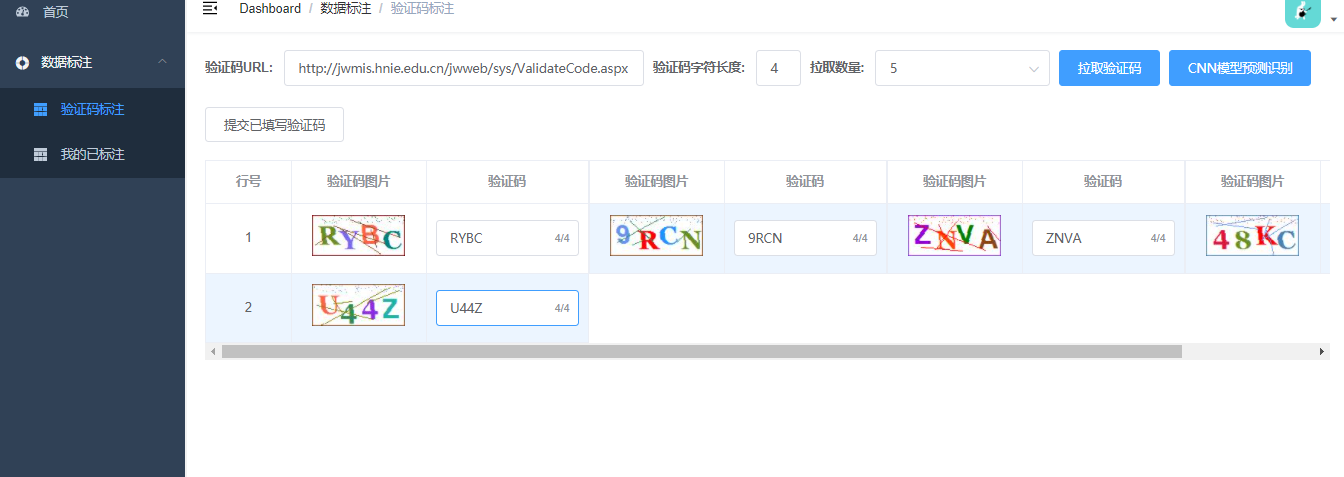 首页
Dashboard / 数据标注 / 验证码标注
数据标注
验证码标注
我的已标注
验证码URL: http://jwmis.hnie.edu.cn/jwweb/sys/ValidateCode.aspx 验证码字符长度: 4 拉取数量: 5 拉取验证码 CNN模型预测识别
提交已填写验证码
行号 验证码图片 验证码 验证码图片 验证码 验证码图片 验证码 验证码图片
1 RYBC RYBC 4/4 9RCN 9RCN 4/4 ZNVA ZNVA 4/4 48KC
2 U44Z U44Z 4/4